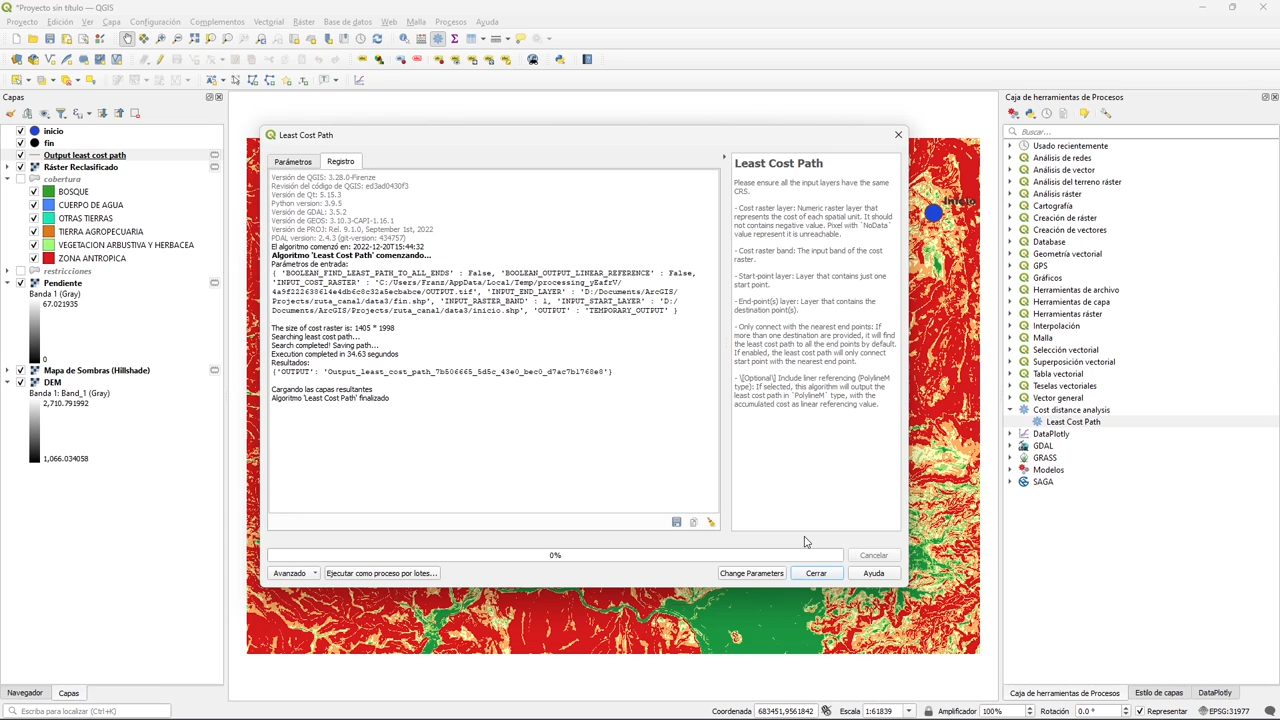 *Proyecto sin título — QGIS
Proyecto Edición Ver Capa Configuración Complementos Vectorial Ráster Base de datos Web Malla Procesos Ayuda
Capas
inicio
fin
Output least cost path
Ráster Reclasificado
cobertura
BOSQUE
CUERPO DE AGUA
OTRAS TIERRAS
TIERRA AGROPECUARIA
VEGETACION ARBUSTIVA Y HERBACEA
ZONA ANTROPICA
restricciones
Pendiente
Banda 1 (Gray)
67.021935
0
Mapa de Sombras (Hillshade)
DEM
Banda 1: Band_1 (Gray)
2,710.791992
1,066.034058
Navegador Capas
Least Cost Path
Parámetros Registro
Versión de QGIS: 3.28.0-Firenze
Revisión del código de QGIS: ed3ad0430f3
Versión de Qt: 5.15.3
Python version: 3.9.5
Versión de GDAL: 3.5.2
Versión de GEOS: 3.10.3-CAPI-1.16.1
Versión de PROJ: Rel. 9.1.0, September 1st, 2022
PDAL version: 2.4.3 (git-version: 434757)
El algoritmo comenzó en: 2022-12-20T15:44:32
Algoritmo 'Least Cost Path' comenzando…
Parámetros de entrada:
{ 'BOOLEAN_FIND_LEAST_PATH_TO_ALL_ENDS' : False, 'BOOLEAN_OUTPUT_LINEAR_REFERENCE' : False,
'INPUT_COST_RASTER' : 'C:/Users/Franz/AppData/Local/Temp/processing_yEafrV/
4a9f222638614e4db6c8c32a5ecbabce/OUTPUT.tif', 'INPUT_END_LAYER' : 'D:/Documents/ArcGIS/
Projects/ruta_canal/data3/fin.shp', 'INPUT_RASTER_BAND' : 1, 'INPUT_START_LAYER' : 'D:/
Documents/ArcGIS/Projects/ruta_canal/data3/inicio.shp', 'OUTPUT' : 'TEMPORARY_OUTPUT' }
The size of cost raster is: 1405 * 1998
Searching least cost path...
Search completed! Saving path...
Execution completed in 34.63 segundos
Resultados:
{'OUTPUT': 'Output_least_cost_path_7b506665_5d5c_43e0_bec0_d7ac7b1768e8'}
Cargando las capas resultantes
Algoritmo 'Least Cost Path' finalizado
Least Cost Path
Please ensure all the input layers have the same
CRS.
- Cost raster layer: Numeric raster layer that
represents the cost of each spatial unit. It should
not contains negative value. Pixel with `NoData`
value represent it is unreachable.
- Cost raster band: The input band of the cost
raster.
- Start-point layer: Layer that contains just one
start point.
- End-point(s) layer: Layer that contains the
destination point(s).
- Only connect with the nearest end points: If
more than one destination are provided, it will find
the least cost path to all the end points by default.
If enabled, the least cost path will only connect
start point with the nearest end point.
- \[Optional\] Include liner referencing (PolylineM
type): If selected, this algorithm will output the
least cost path in `PolylineM` type, with the
accumulated cost as linear referencing value.
0%
Cancelar
Avanzado Ejecutar como proceso por lotes… Change Parameters Cerrar Ayuda
Inicio
Caja de herramientas de Procesos
Buscar…
Usado recientemente
Análisis de redes
Análisis de vector
Análisis del terreno ráster
Análisis ráster
Cartografía
Creación de ráster
Creación de vectores
Database
Geometría vectorial
GPS
Gráficos
Herramientas de archivo
Herramientas de capa
Herramientas ráster
Interpolación
Malla
Selección vectorial
Superposición vectorial
Tabla vectorial
Teselas vectoriales
Vector general
Cost distance analysis
Least Cost Path
DataPlotly
GDAL
GRASS
Modelos
SAGA
Caja de herramientas de Procesos Estilo de capas DataPlotly
Escriba para localizar (Ctrl+K) Coordenada 683451,9561842 Escala 1:61839 Amplificador 100% Rotación 0.0 ° Representar EPSG:31977